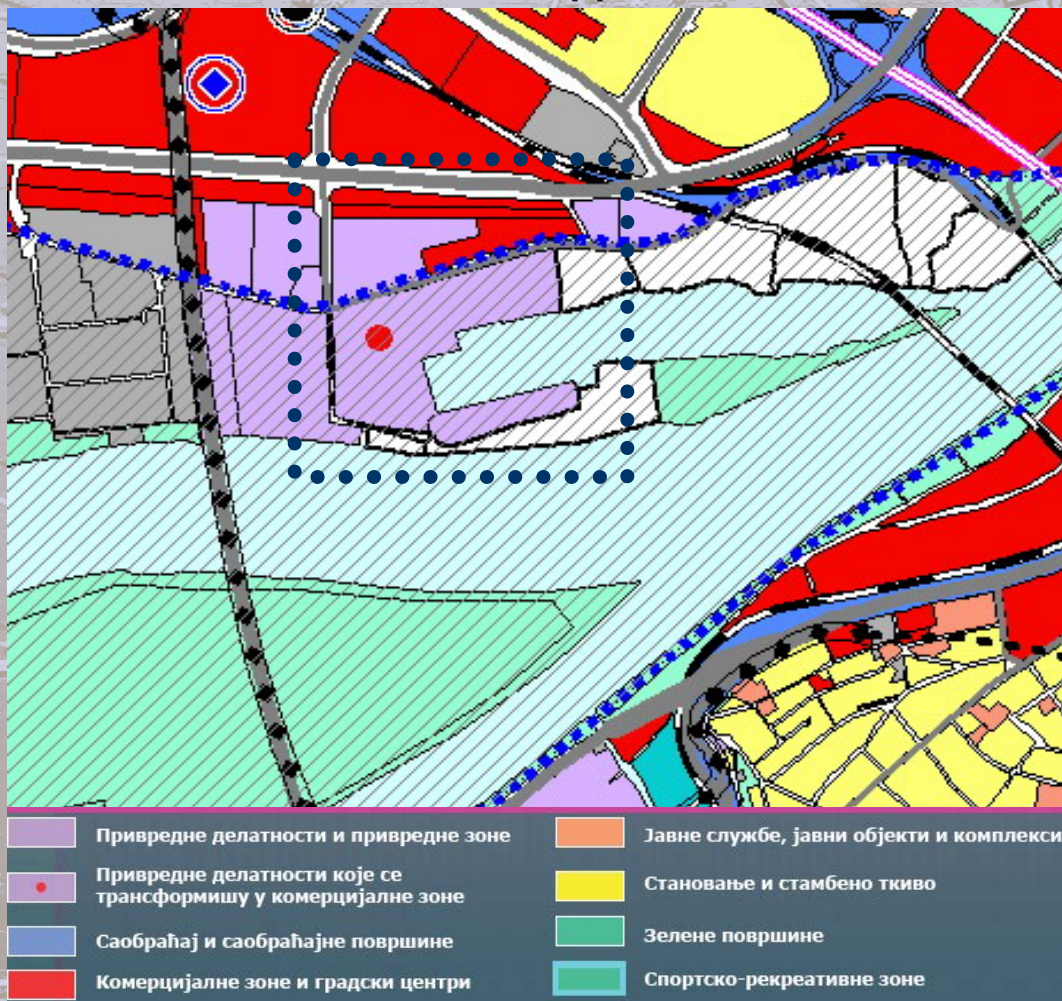 Привредне делатности и привредне зоне
Привредне делатности које се
трансформишу у комерцијалне зоне
Саобраћај и саобраћајне површине
Комерцијалне зоне и градски центри
Јавне службе, јавни објекти и комплекси
Становање и стамбено ткиво
Зелене површине
Спортско-рекреативне зоне